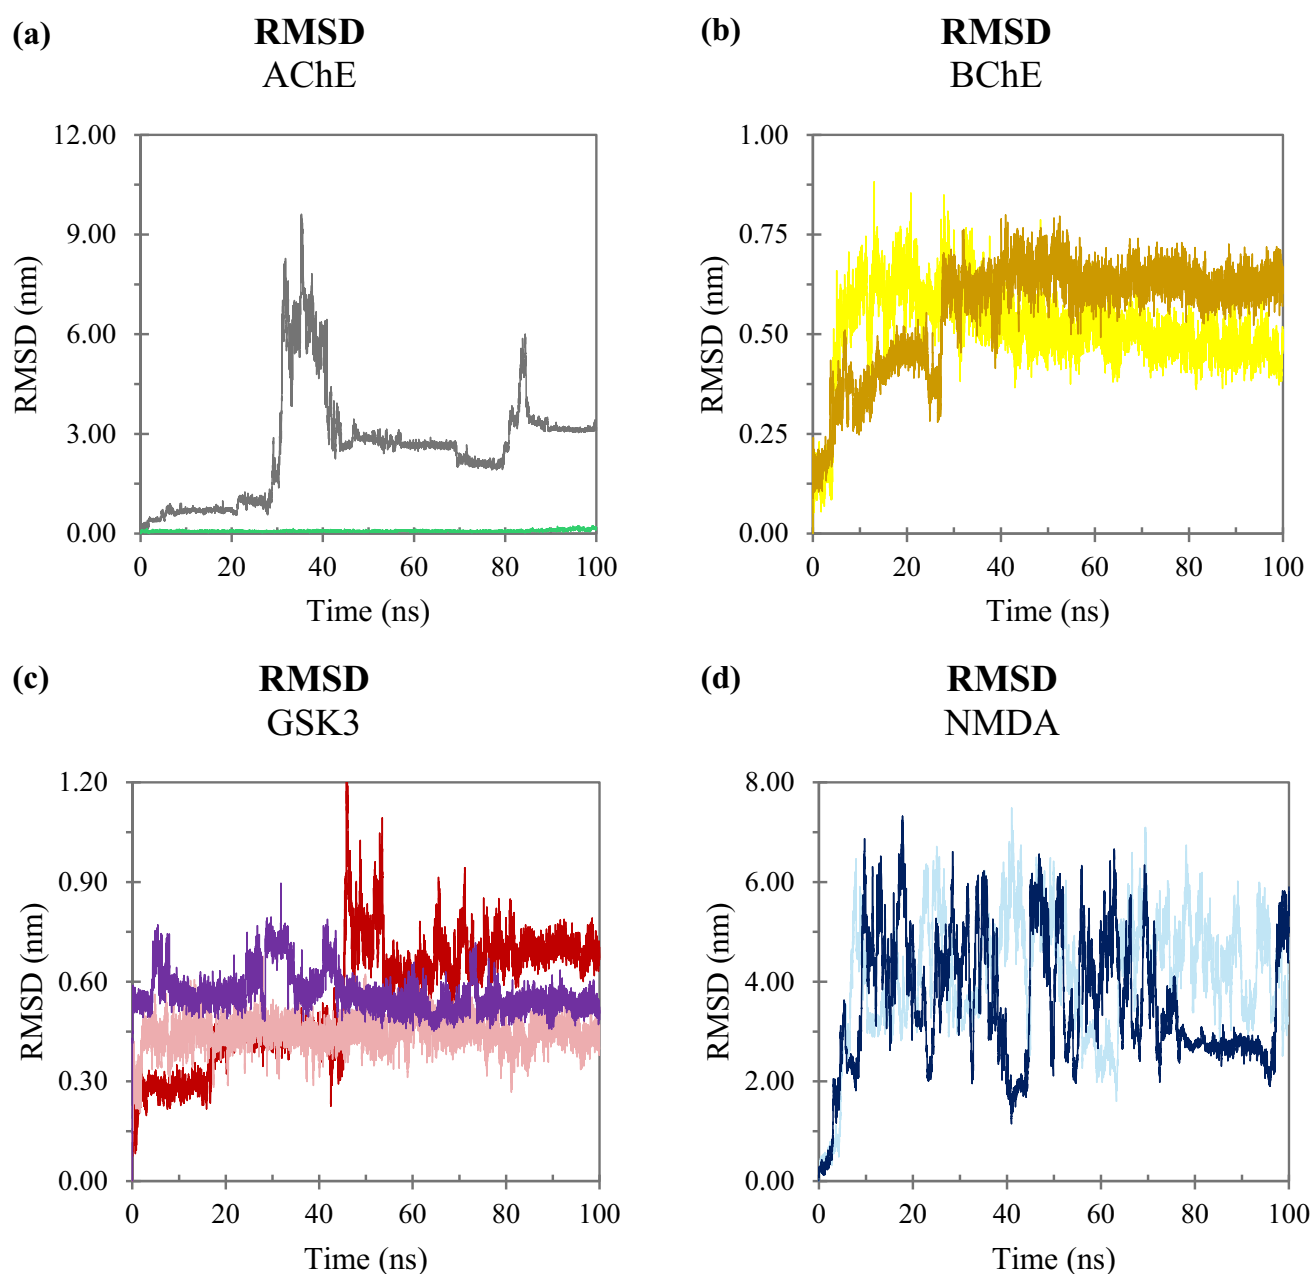 (a)
RMSD
AChE
12.00
9.00
6.00
3.00
0.00
RMSD (nm)
0 20 40 60 80 100
Time (ns)
(b)
RMSD
BChE
1.00
0.75
0.50
0.25
0.00
RMSD (nm)
0 20 40 60 80 100
Time (ns)
(c)
RMSD
GSK3
1.20
0.90
0.60
0.30
0.00
RMSD (nm)
0 20 40 60 80 100
Time (ns)
(d)
RMSD
NMDA
8.00
6.00
4.00
2.00
0.00
RMSD (nm)
0 20 40 60 80 100
Time (ns)